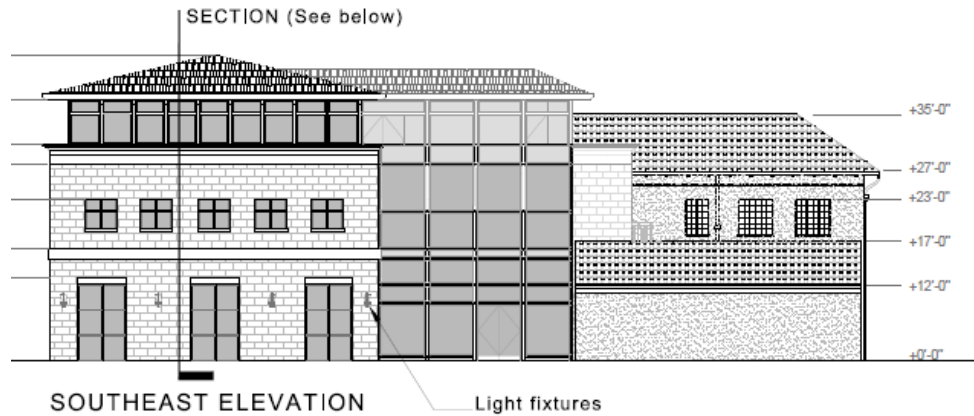 SECTION (See below)
+35'-0"
+27'-0"
+23'-0"
+17'-0"
+12'-0"
+0'-0"
SOUTHEAST ELEVATION
Light fixtures